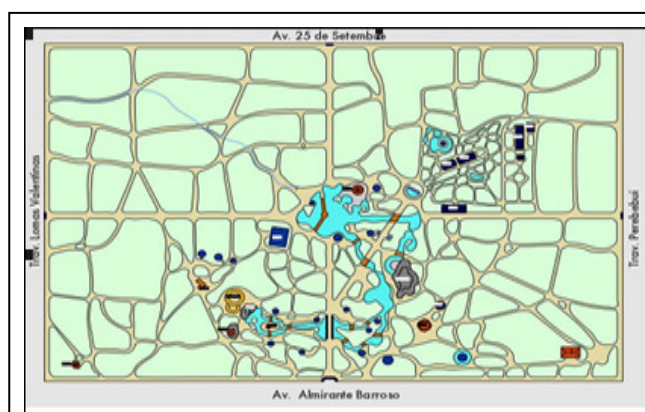 Av. 25 de Setembro
Trav. Lomas Valentinas
Trav. Perebebuí
Av. Almirante Barroso